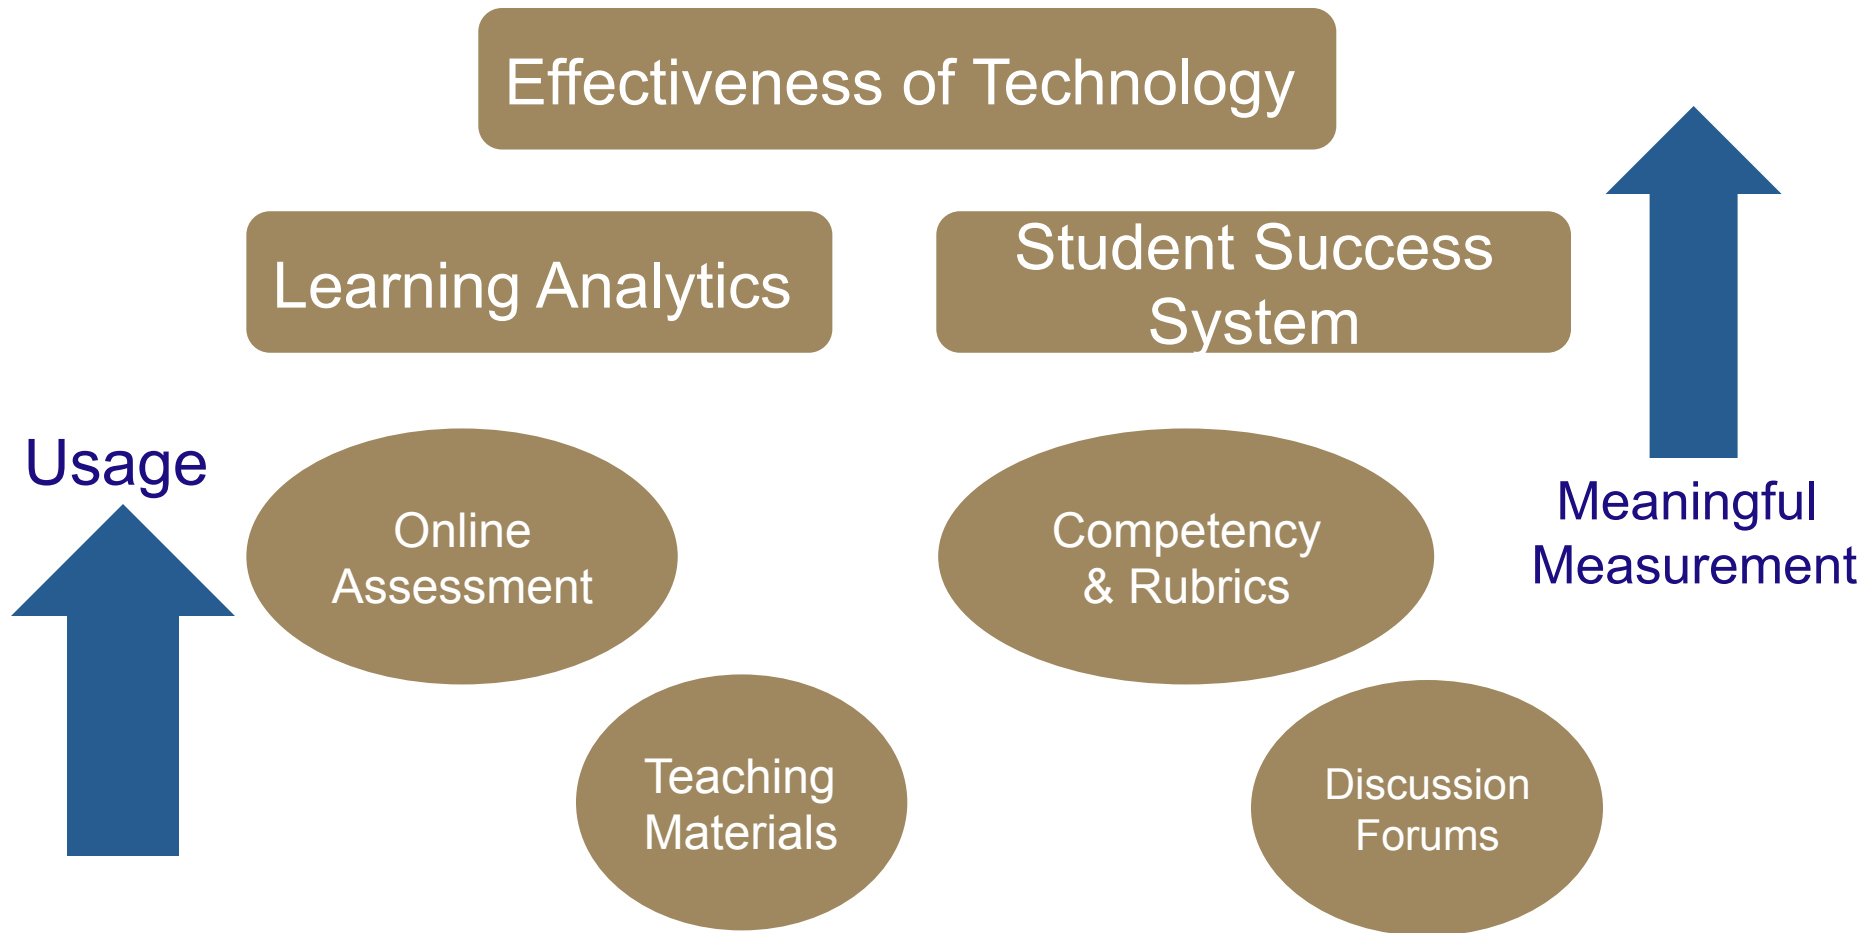 Effectiveness of Technology
Learning Analytics
Student Success
System
Usage
Online
Assessment
Competency
& Rubrics
Meaningful
Measurement
Teaching
Materials
Discussion
Forums